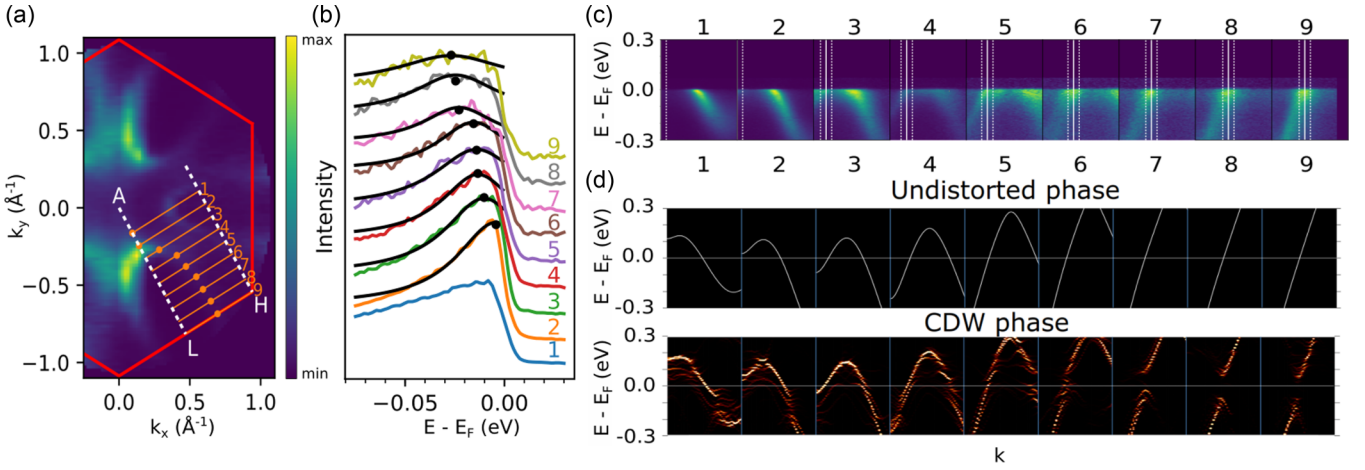 (a)
max
min
1.0
0.5
0.0
−0.5
−1.0
0.0
0.5
1.0
kx (Å-1)
ky (Å-1)
A
L
H
1
2
3
4
5
6
7
8
9
(b)
Intensity
9
8
7
6
5
4
3
2
1
−0.05
0.00
E - EF (eV)
(c)
1 2 3 4 5 6 7 8 9
0.3
0.0
-0.3
E - EF (eV)
1 2 3 4 5 6 7 8 9
(d)
Undistorted phase
0.3
0.0
-0.3
E - EF (eV)
CDW phase
0.3
0.0
-0.3
E - EF (eV)
k